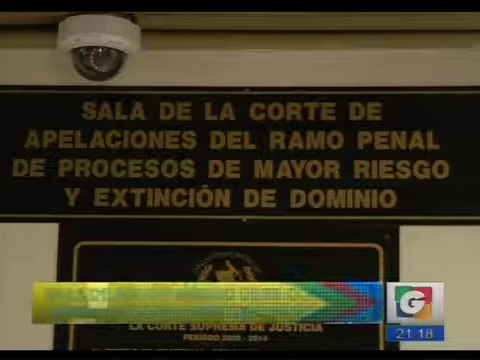 SALA DE LA CORTE DE
APELACIONES DEL RAMO PENAL
DE PROCESOS DE MAYOR RIESGO
Y EXTINCIÓN DE DOMINIO
LA CORTE SUPREMA DE JUSTICIA
PERIODO 2009 - 2014
G
21:18